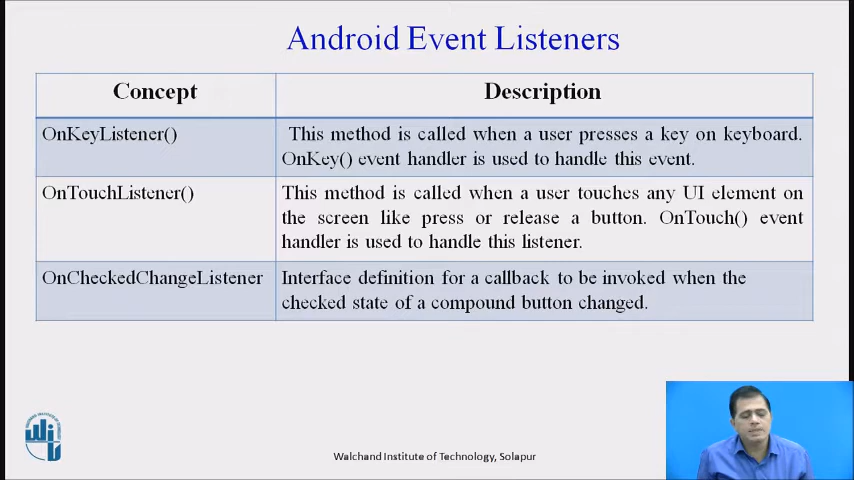 Android Event Listeners
Concept
Description
OnKeyListener()
This method is called when a user presses a key on keyboard.
OnKey() event handler is used to handle this event.
OnTouchListener()
This method is called when a user touches any UI element on
the screen like press or release a button. OnTouch() event
handler is used to handle this listener.
OnCheckedChangeListener
Interface definition for a callback to be invoked when the
checked state of a compound button changed.
Walchand Institute of Technology, Solapur